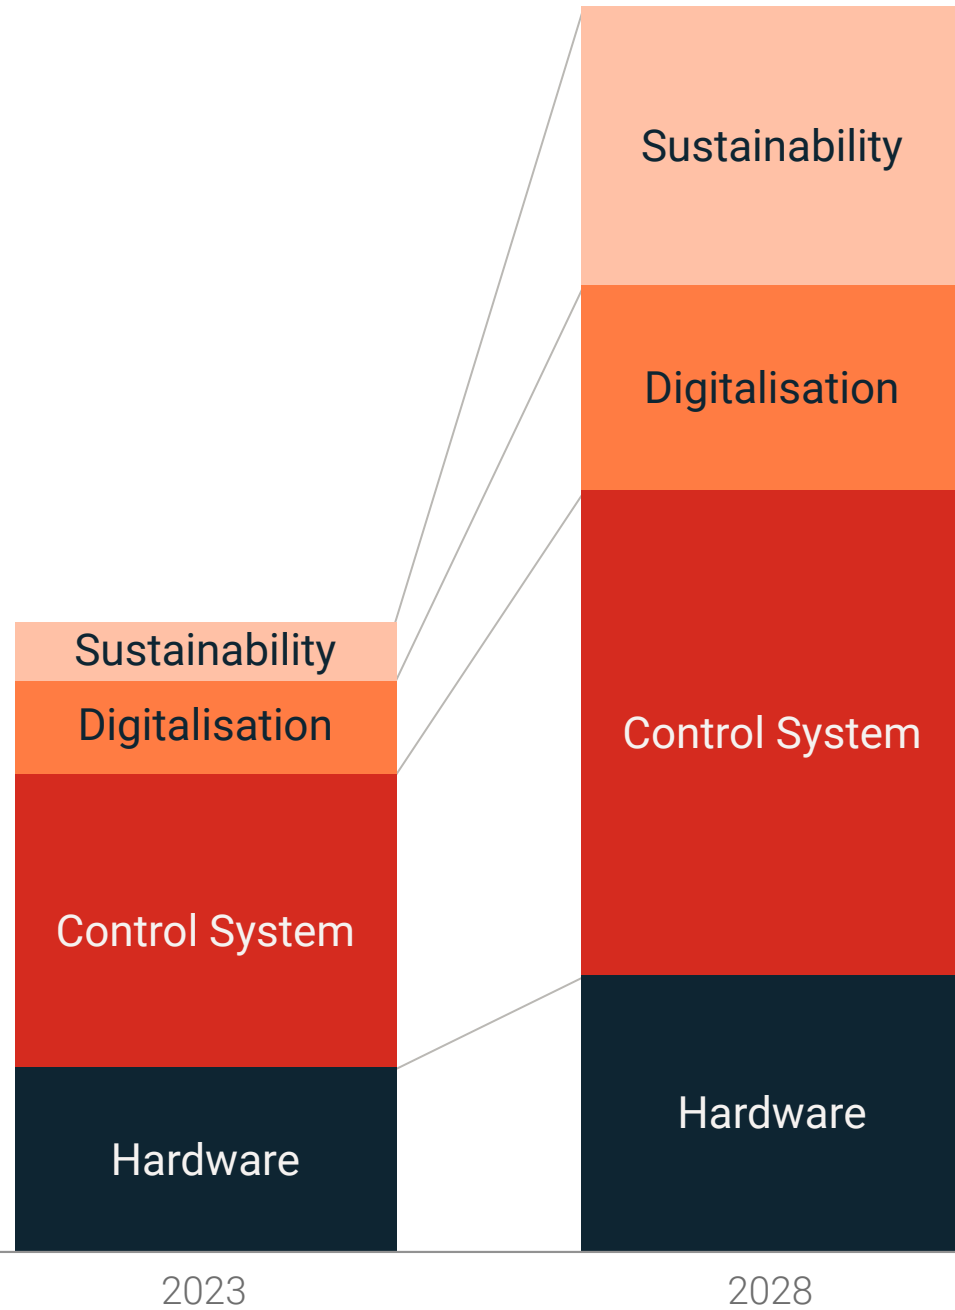 Sustainability
Digitalisation
Control System
Hardware
2023
Sustainability
Digitalisation
Control System
Hardware
2028